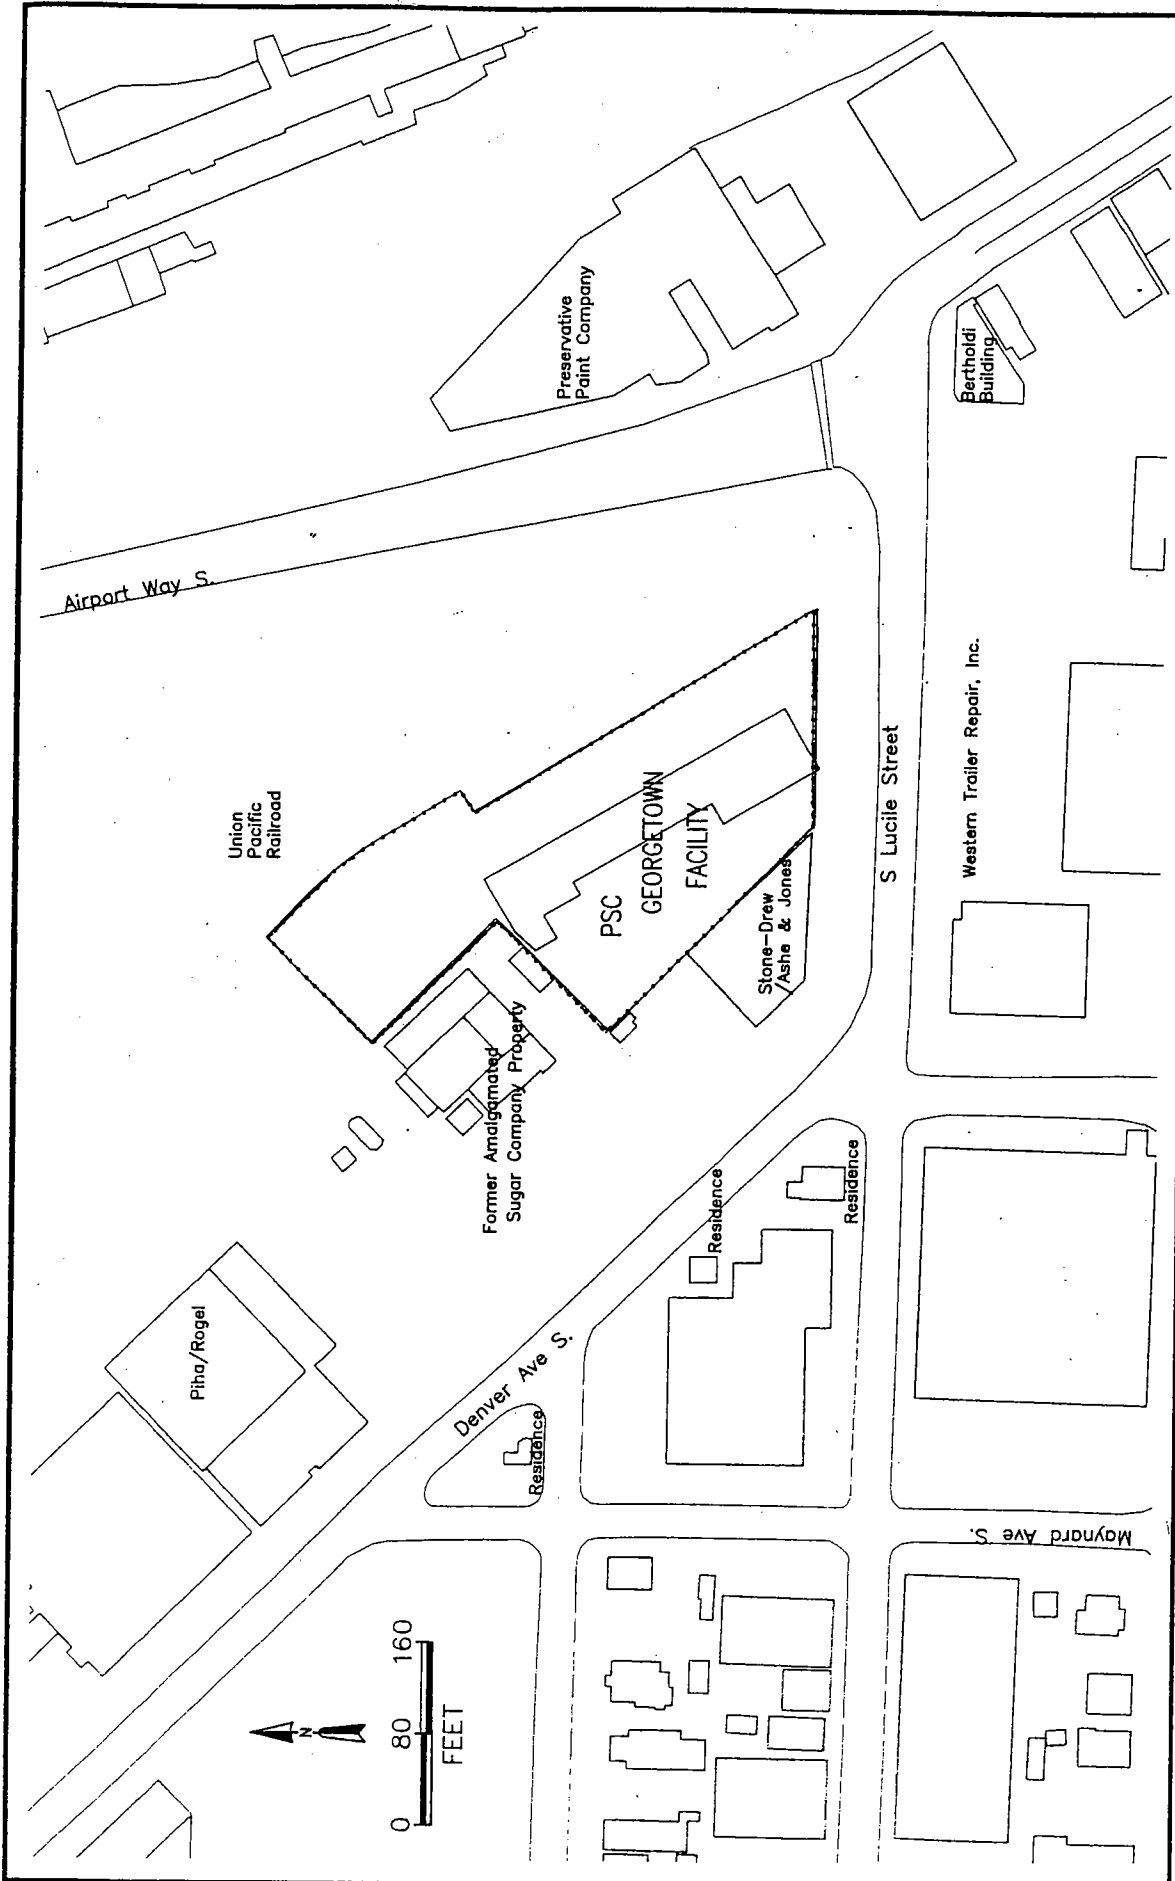 Airport Way S.
Union
Pacific
Railroad
Preservative
Paint Company
Bertholdi
Building
PSC
GEORGETOWN
FACILITY
Stone-Drew
/Ashe & Jones
S Lucile Street
Western Trailer Repair, Inc.
Former Amalgamated
Sugar Company Property
Piha/Rogel
Denver Ave S.
Residence
Residence
Residence
Maynard Ave S.
N
0 80 160
FEET